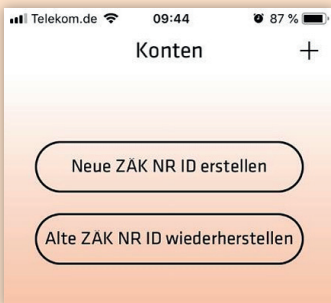 Telekom.de 09:44 87 %
Konten +
Neue ZÄK NR ID erstellen
Alte ZÄK NR ID wiederherstellen